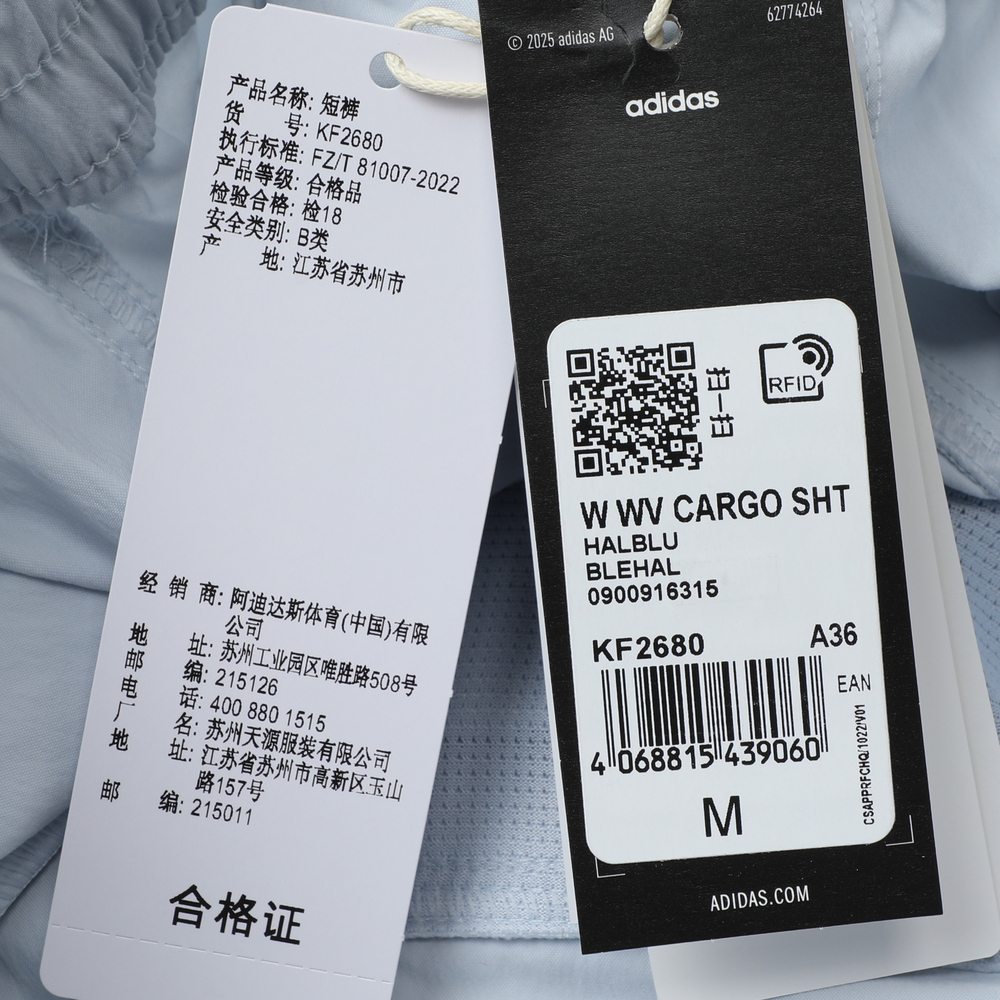 产品名称: 短裤
货 号: KF2680
执行标准: FZ/T 81007-2022
产品等级: 合格品
检验合格: 检18
安全类别: B类
产 地: 江苏省苏州市
经 销 商: 阿迪达斯体育(中国)有限
公司
地 址: 苏州工业园区唯胜路508号
邮 编: 215126
电 话: 400 880 1515
厂 名: 苏州天源服装有限公司
地 址: 江苏省苏州市高新区玉山
路157号
邮 编: 215011
合格证
© 2025 adidas AG
62774264
adidas
RFID
W WV CARGO SHT
HALBLU
BLEHAL
0900916315
KF2680
A36
EAN
4 068815 439060
CSAPPRFCHQ/1022/V01
M
ADIDAS.COM